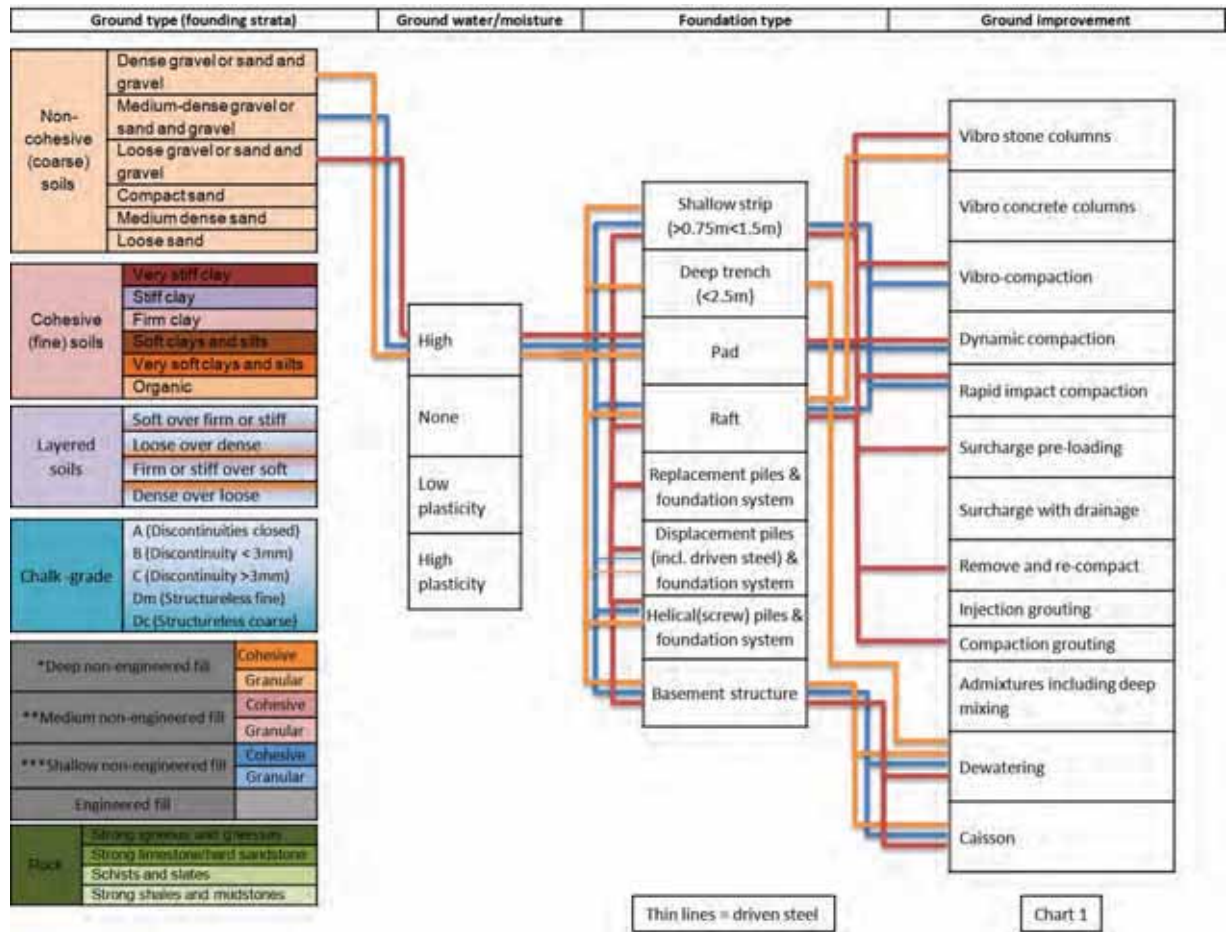 Ground type (founding strata)
Ground water/moisture
Foundation type
Ground improvement
Non-
cohesive
(coarse)
soils
Dense gravel or sand and
gravel
Medium-dense gravel or
sand and gravel
Loose gravel or sand and
gravel
Compact sand
Medium dense sand
Loose sand
Cohesive
(fine) soils
Very stiff clay
Stiff clay
Firm clay
Soft clays and silts
Very soft clays and silts
Organic
Layered
soils
Soft over firm or stiff
Loose over dense
Firm or stiff over soft
Dense over loose
Chalk -grade
A (Discontinuities closed)
B (Discontinuity < 3mm)
C (Discontinuity >3mm)
Dm (Structureless fine)
Dc (Structureless coarse)
*Deep non-engineered fill
Cohesive
Granular
**Medium non-engineered fill
Cohesive
Granular
***Shallow non-engineered fill
Cohesive
Granular
Engineered fill
Rock
Strong igneous and gneisses
Strong limestone/hard sandstone
Schists and slates
Strong shales and mudstones
High
None
Low
plasticity
High
plasticity
Shallow strip
(>0.75m<1.5m)
Deep trench
(<2.5m)
Pad
Raft
Replacement piles &
foundation system
Displacement piles
(incl. driven steel) &
foundation system
Helical(screw) piles &
foundation system
Basement structure
Vibro stone columns
Vibro concrete columns
Vibro-compaction
Dynamic compaction
Rapid impact compaction
Surcharge pre-loading
Surcharge with drainage
Remove and re-compact
Injection grouting
Compaction grouting
Admixtures including deep
mixing
Dewatering
Caisson
Thin lines = driven steel
Chart 1